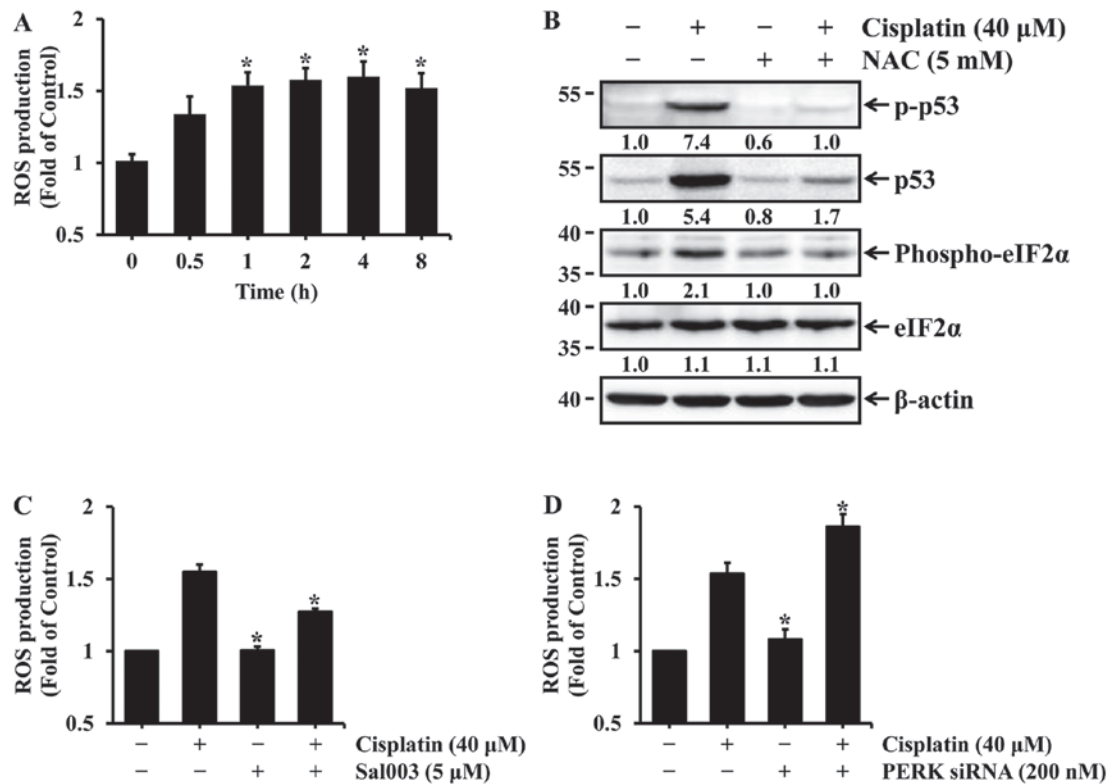 A
ROS production
(Fold of Control)
2
1.5
1
0.5
* * * *
0 0.5 1 2 4 8
Time (h)
B
− + − + Cisplatin (40 μM)
− − + + NAC (5 mM)
55 p-p53
1.0 7.4 0.6 1.0
55 p53
1.0 5.4 0.8 1.7
40
35 Phospho-eIF2α
1.0 2.1 1.0 1.0
40
35 eIF2α
1.0 1.1 1.1 1.1
40 β-actin
C
ROS production
(Fold of Control)
2
1.5
1
0.5
* *
− + − + Cisplatin (40 μM)
− − + + Sal003 (5 μM)
D
ROS production
(Fold of Control)
2
1.5
1
0.5
* *
− + − + Cisplatin (40 μM)
− − + + PERK siRNA (200 nM)